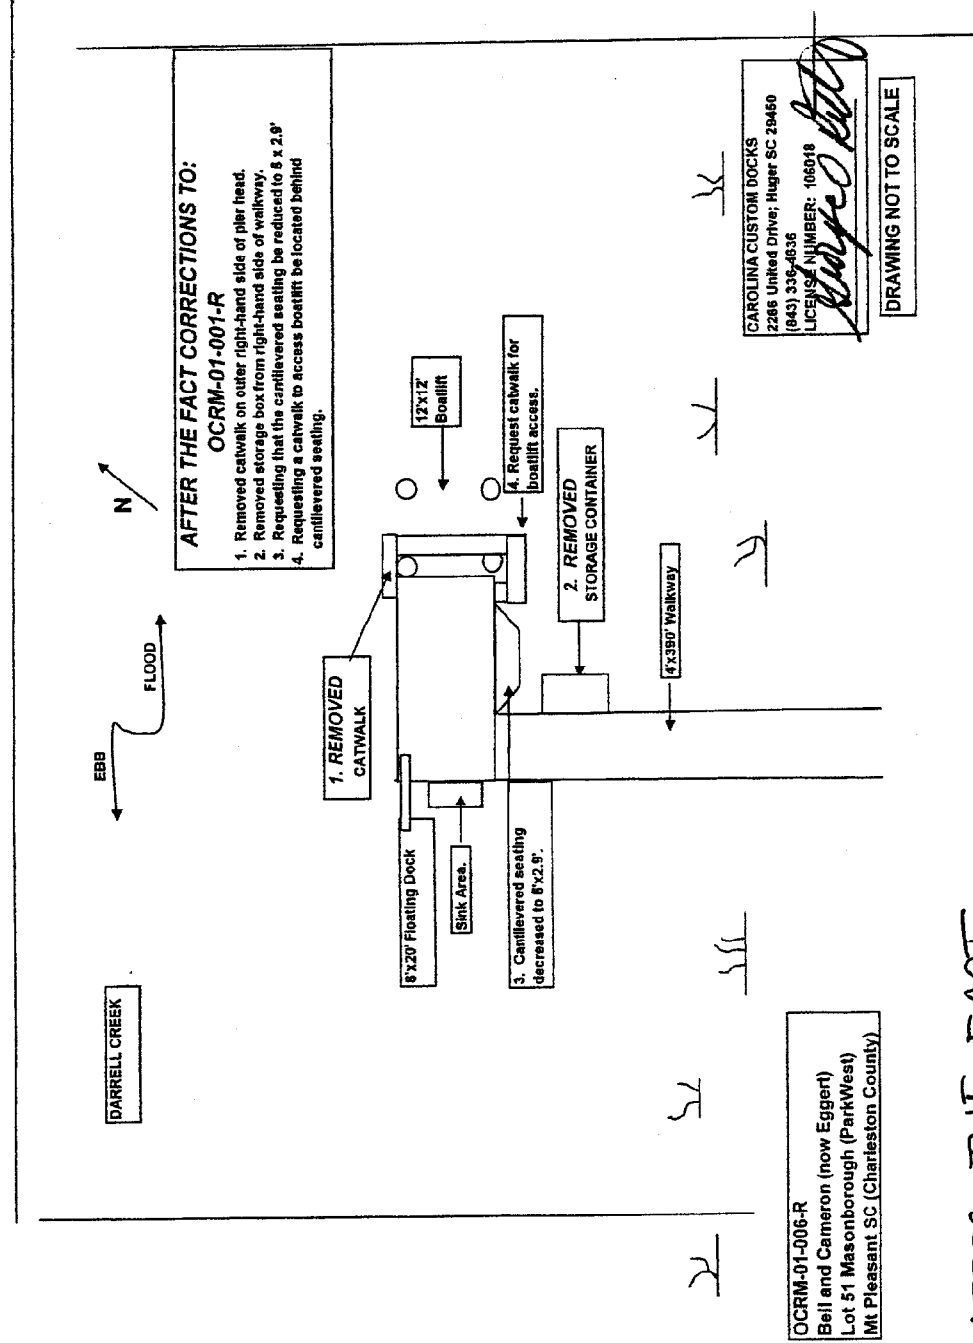 DARRELL CREEK
EBB
FLOOD
N
AFTER THE FACT CORRECTIONS TO:
OCRM-01-001-R
1. Removed catwalk on outer right-hand side of pier head.
2. Removed storage box from right-hand side of walkway.
3. Requesting that the cantilevered seating be reduced to 8 x 2.9'
4. Requesting a catwalk to access boatlift be located behind
cantilevered seating.
1. REMOVED
CATWALK
12'x12'
Boatlift
8'x20' Floating Dock
Sink Area.
3. Cantilevered seating
decreased to 8'x2.9'.
4. Request catwalk for
boatlift access.
2. REMOVED
STORAGE CONTAINER
4'x390' Walkway
OCRM-01-006-R
Bell and Cameron (now Eggert)
Lot 51 Masonborough (ParkWest)
Mt Pleasant SC (Charleston County)
CAROLINA CUSTOM DOCKS
2266 United Drive; Huger SC 29450
(843) 336-4636
LICENSE NUMBER: 106018
DRAWING NOT TO SCALE